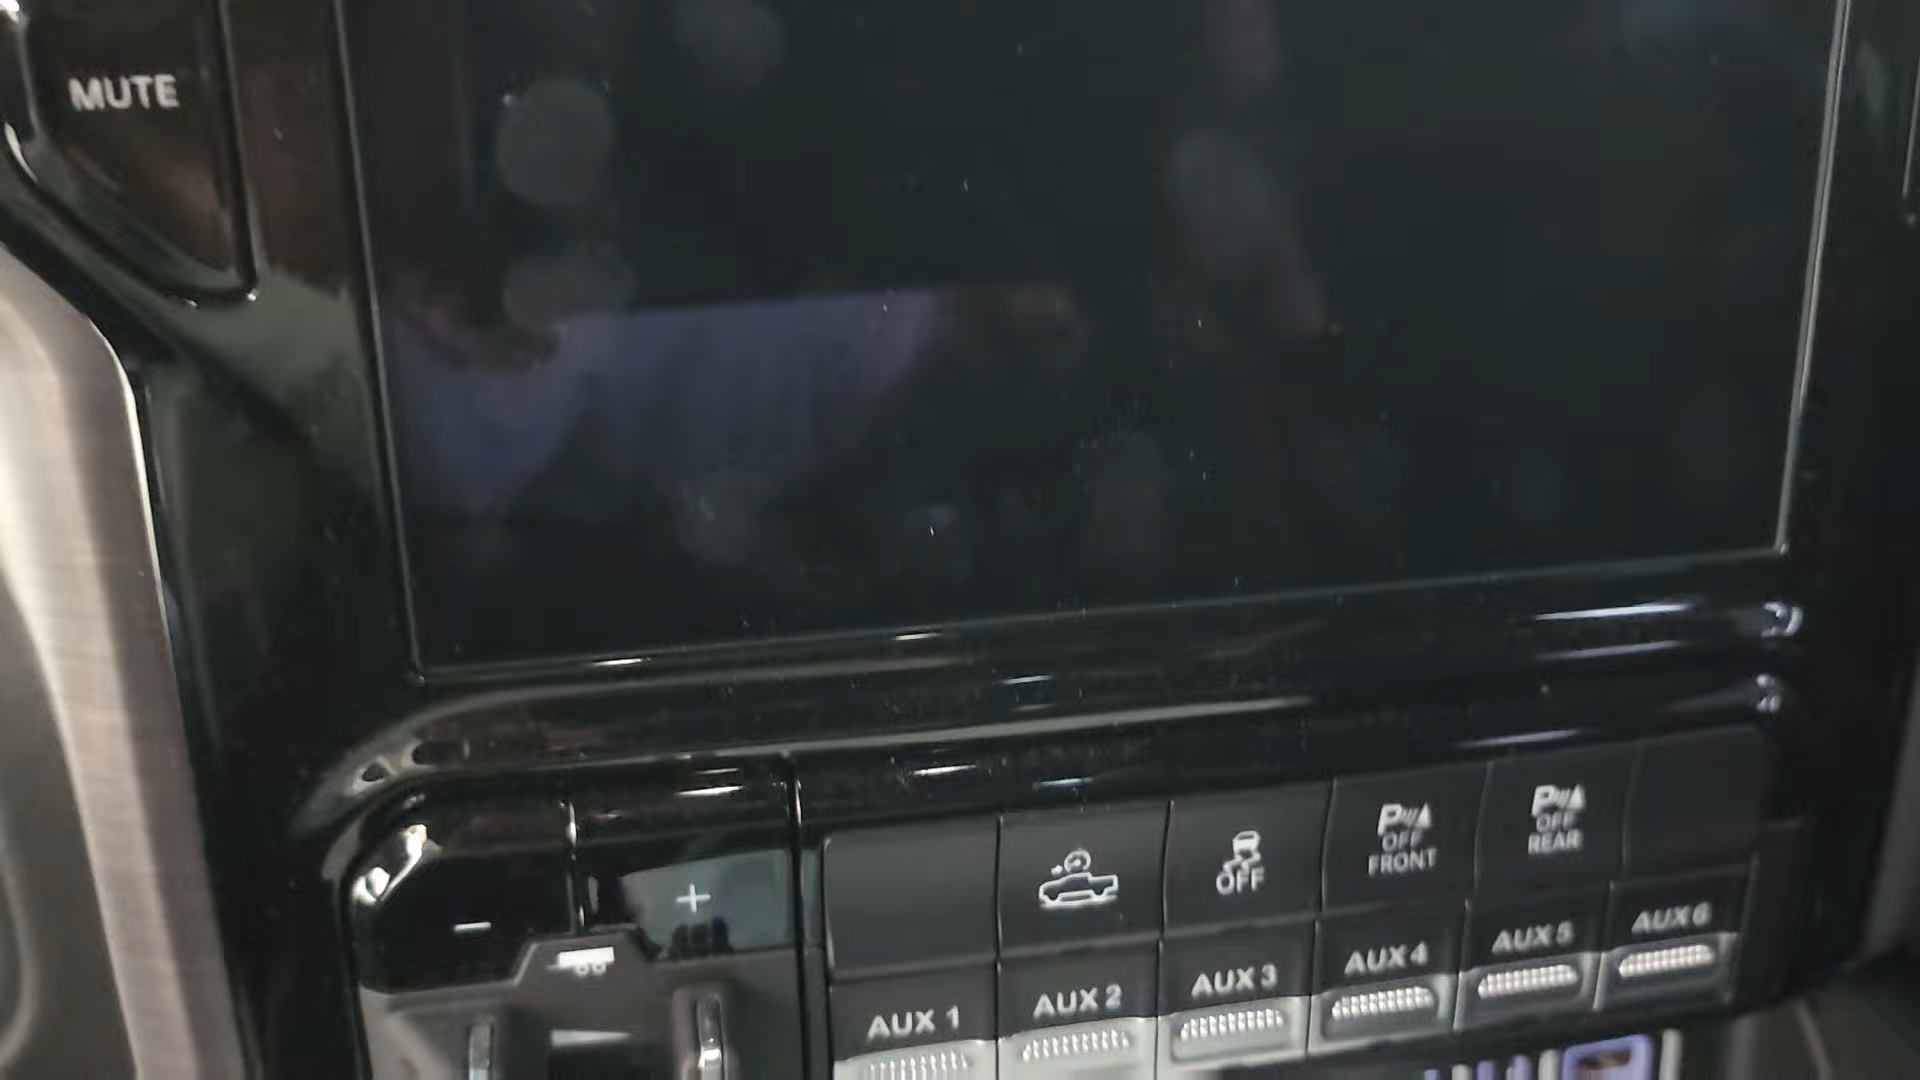 MUTE
OFF
P OFF FRONT
P OFF REAR
- +
AUX 1 AUX 2 AUX 3 AUX 4 AUX 5 AUX 6